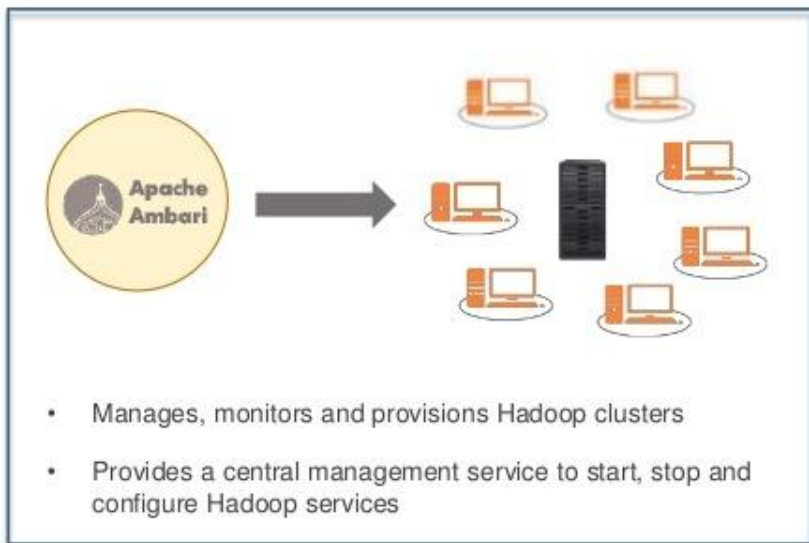 Apache
Ambari
• Manages, monitors and provisions Hadoop clusters
• Provides a central management service to start, stop and
configure Hadoop services